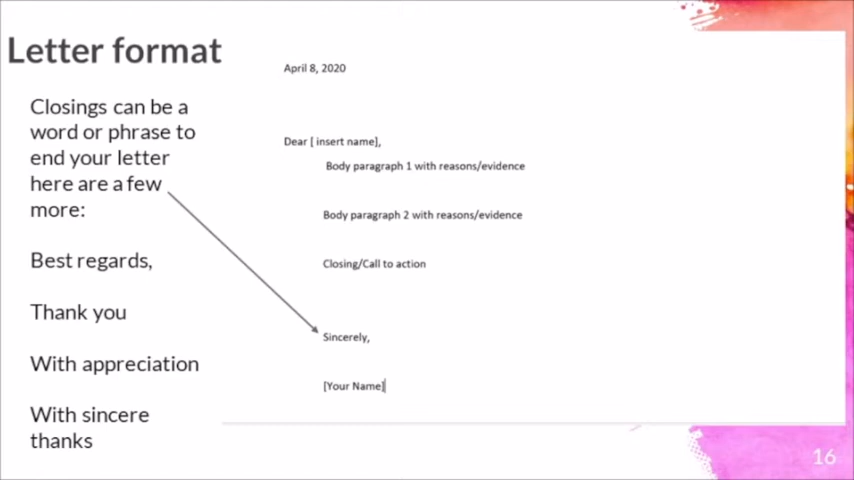 Letter format
Closings can be a
word or phrase to
end your letter
here are a few
more:
Best regards,
Thank you
With appreciation
With sincere
thanks
April 8, 2020
Dear [ insert name],
Body paragraph 1 with reasons/evidence
Body paragraph 2 with reasons/evidence
Closing/Call to action
Sincerely,
[Your Name]
16